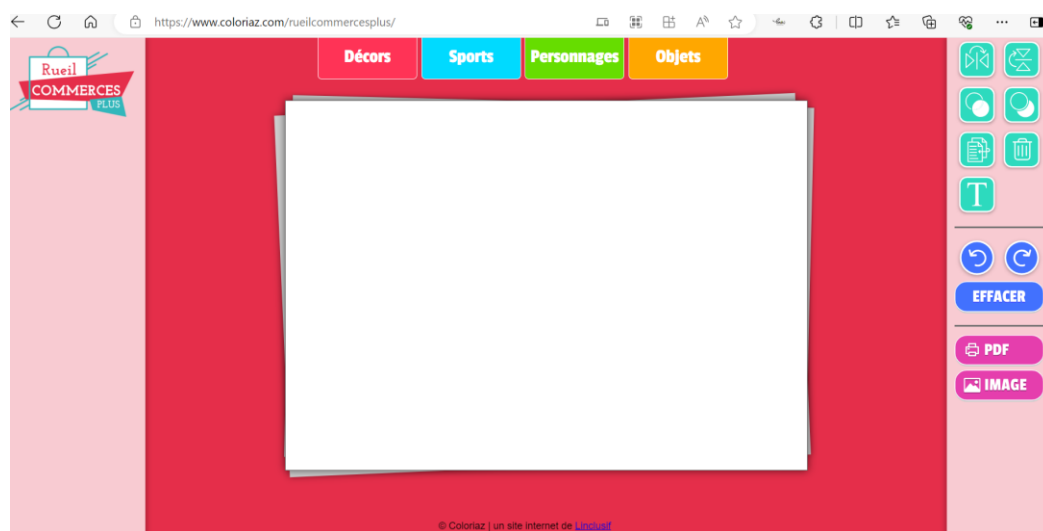 https://www.coloriaz.com/rueilcommercesplus/
Rueil
COMMERCES
PLUS
Décors
Sports
Personnages
Objets
T
EFFACER
PDF
IMAGE
© Coloriaz | un site internet de Linclusif